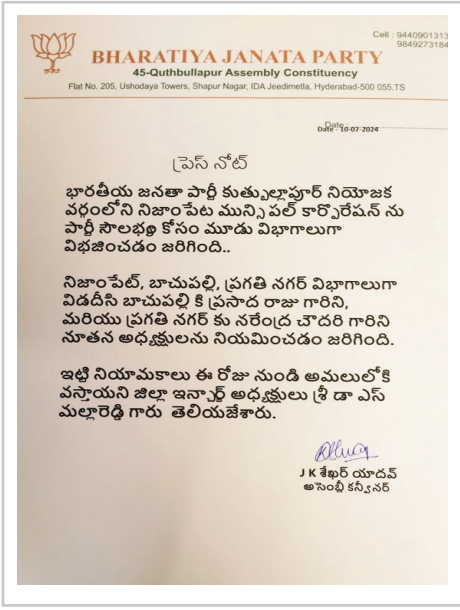 Cell : 9440901313
9849273184
BHARATIYA JANATA PARTY
45-Quthbullapur Assembly Constituency
Flat No. 205, Ushodaya Towers, Shapur Nagar, IDA Jeedimetla, Hyderabad-500 055.TS
Date
Date: 10-07-2024
ప్రెస్ నోట్
భారతీయ జనతా పార్టీ కుత్బుల్లాపూర్ నియోజక
వర్గంలోని నిజాంపేట మున్సి పల్ కార్పొరేషన్ ను
పార్టీ సౌలభ్యం కోసం మూడు విభాగాలుగా
విభజించడం జరిగింది..
నిజాంపేట్, బాచుపల్లి, ప్రగతి నగర్ విభాగాలుగా
విడదీసి బాచుపల్లి కి ప్రసాద రాజు గారిని,
మరియు ప్రగతి నగర్ కు నరేంద్ర చౌదరి గారిని
నూతన అధ్యక్షులను నియమించడం జరిగింది.
ఇట్టి నియామకాలు ఈ రోజు నుండి అమలులోకి
వస్తాయని జిల్లా ఇన్చార్జ్ అధ్యక్షులు శ్రీ డా ఎస్
మల్లారెడ్డి గారు తెలియజేశారు.
J K శేఖర్ యాదవ్
అసెంబ్లీ కన్వీనర్